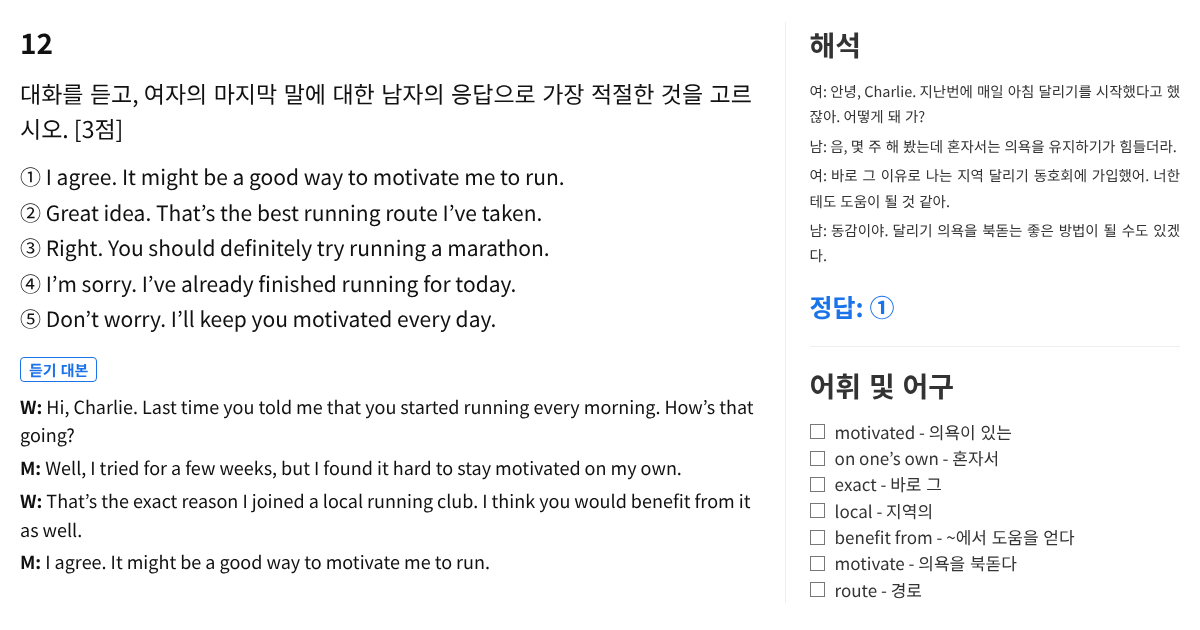 12
대화를 듣고, 여자의 마지막 말에 대한 남자의 응답으로 가장 적절한 것을 고르
시오. [3점]
① I agree. It might be a good way to motivate me to run.
② Great idea. That’s the best running route I’ve taken.
③ Right. You should definitely try running a marathon.
④ I’m sorry. I’ve already finished running for today.
⑤ Don’t worry. I’ll keep you motivated every day.
듣기 대본
W: Hi, Charlie. Last time you told me that you started running every morning. How’s that
going?
M: Well, I tried for a few weeks, but I found it hard to stay motivated on my own.
W: That’s the exact reason I joined a local running club. I think you would benefit from it
as well.
M: I agree. It might be a good way to motivate me to run.
해석
여: 안녕, Charlie. 지난번에 매일 아침 달리기를 시작했다고 했
잖아. 어떻게 돼 가?
남: 음, 몇 주 해 봤는데 혼자서는 의욕을 유지하기가 힘들더라.
여: 바로 그 이유로 나는 지역 달리기 동호회에 가입했어. 너한
테도 도움이 될 것 같아.
남: 동감이야. 달리기 의욕을 북돋는 좋은 방법이 될 수도 있겠
다.
정답: ①
어휘 및 어구
☐ motivated - 의욕이 있는
☐ on one’s own - 혼자서
☐ exact - 바로 그
☐ local - 지역의
☐ benefit from - ~에서 도움을 얻다
☐ motivate - 의욕을 북돋다
☐ route - 경로